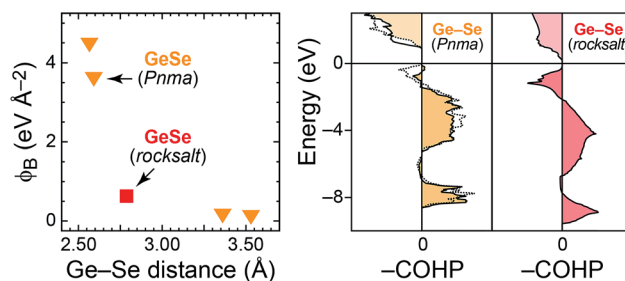 GeSe
(Pnma)
GeSe
(rocksalt)
4
2
0
ϕB (eV Å–2)
2.50
3.00
3.50
Ge–Se distance (Å)
Ge–Se
(Pnma)
Ge–Se
(rocksalt)
0
–4
–8
Energy (eV)
0
0
–COHP
–COHP